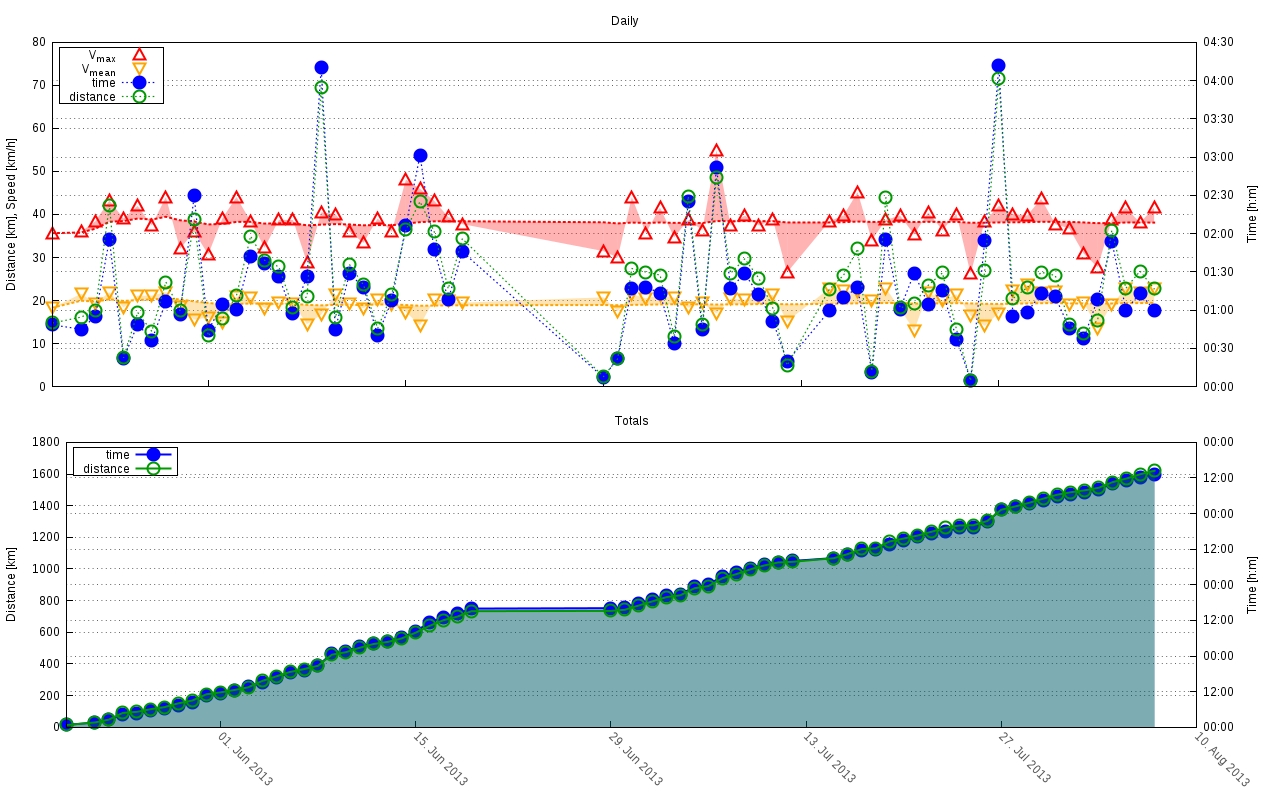 Daily
Distance [km], Speed [km/h]
80
70
60
50
40
30
20
10
0
Vmax
Vmean
time
distance
04:30
04:00
03:30
03:00
02:30
02:00
01:30
01:00
00:30
00:00
Time [h:m]
Totals
Distance [km]
1800
1600
1400
1200
1000
800
600
400
200
0
time
distance
00:00
12:00
00:00
12:00
00:00
12:00
00:00
12:00
00:00
Time [h:m]
01. Jun 2013
15. Jun 2013
29. Jun 2013
13. Jul 2013
27. Jul 2013
10. Aug 2013